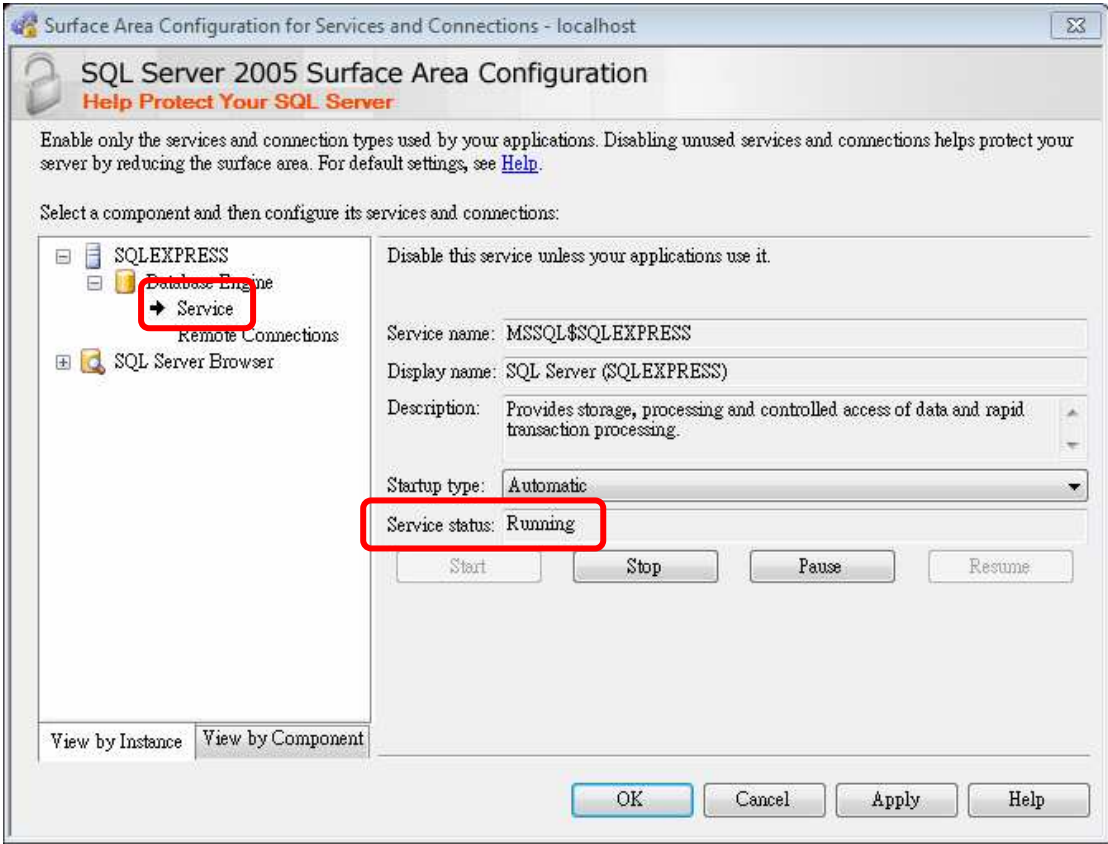 Surface Area Configuration for Services and Connections - localhost
SQL Server 2005 Surface Area Configuration
Help Protect Your SQL Server
Enable only the services and connection types used by your applications. Disabling unused services and connections helps protect your
server by reducing the surface area. For default settings, see Help.
Select a component and then configure its services and connections:
SQLEXPRESS
Database Engine
Service
Remote Connections
SQL Server Browser
View by Instance
View by Component
Disable this service unless your applications use it.
Service name: MSSQL$SQLEXPRESS
Display name: SQL Server (SQLEXPRESS)
Description: Provides storage, processing and controlled access of data and rapid
transaction processing.
Startup type: Automatic
Service status: Running
Start Stop Pause Resume
OK Cancel Apply Help